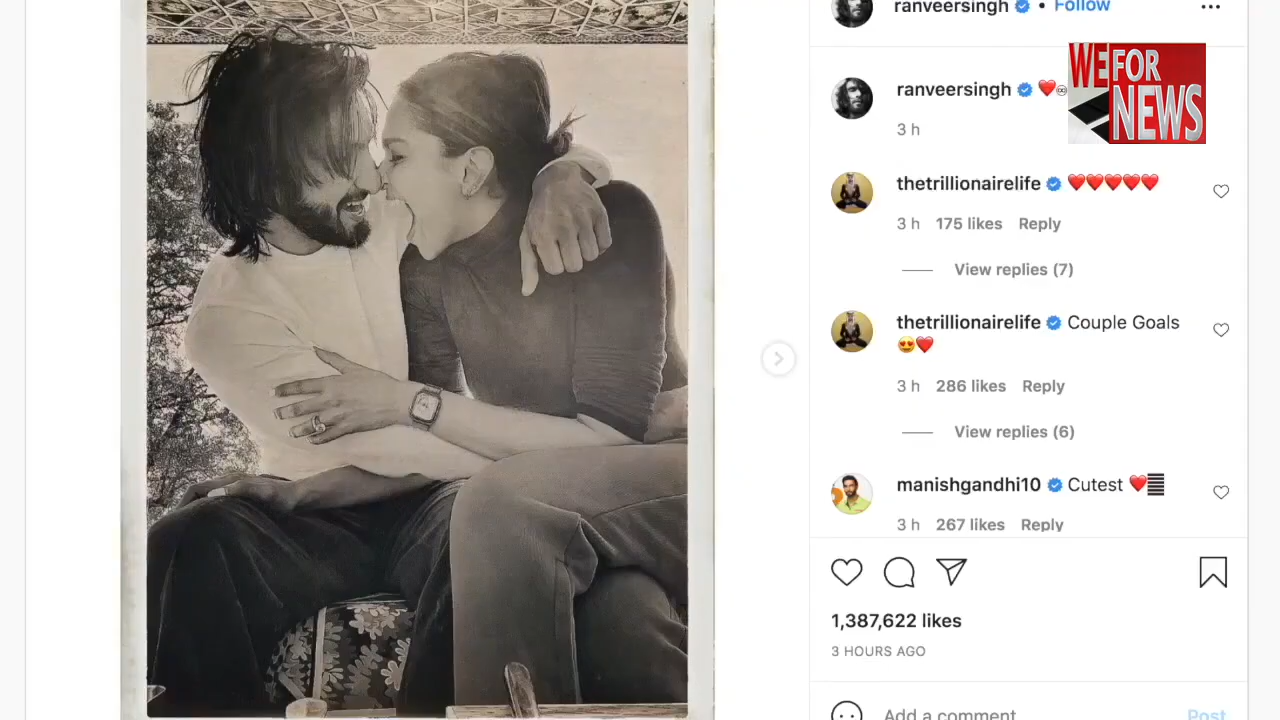 ranveersingh • Follow
WE FOR NEWS
ranveersingh ❤️♾
3 h
thetrillionairelife ❤️❤️❤️❤️❤️
3 h 175 likes Reply
View replies (7)
thetrillionairelife Couple Goals
😍❤️
3 h 286 likes Reply
View replies (6)
manishgandhi10 Cutest ❤️
3 h 267 likes Reply
1,387,622 likes
3 HOURS AGO
Add a comment Post